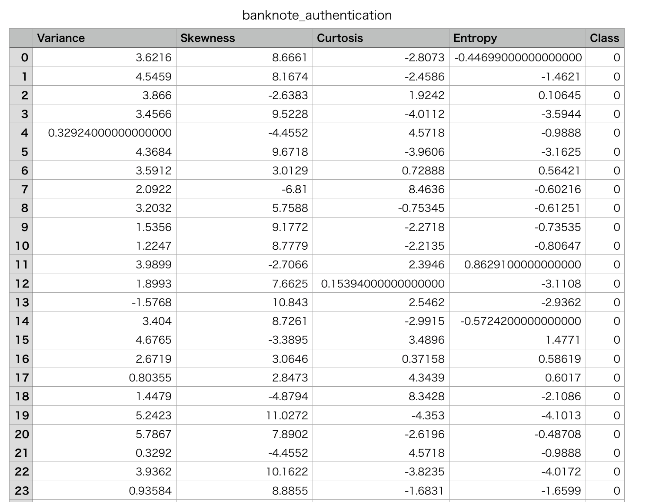 banknote_authentication
Variance Skewness Curtosis Entropy Class
0 3.6216 8.6661 -2.8073 -0.44699000000000000 0
1 4.5459 8.1674 -2.4586 -1.4621 0
2 3.866 -2.6383 1.9242 0.10645 0
3 3.4566 9.5228 -4.0112 -3.5944 0
4 0.32924000000000000 -4.4552 4.5718 -0.9888 0
5 4.3684 9.6718 -3.9606 -3.1625 0
6 3.5912 3.0129 0.72888 0.56421 0
7 2.0922 -6.81 8.4636 -0.60216 0
8 3.2032 5.7588 -0.75345 -0.61251 0
9 1.5356 9.1772 -2.2718 -0.73535 0
10 1.2247 8.7779 -2.2135 -0.80647 0
11 3.9899 -2.7066 2.3946 0.8629100000000000 0
12 1.8993 7.6625 0.15394000000000000 -3.1108 0
13 -1.5768 10.843 2.5462 -2.9362 0
14 3.404 8.7261 -2.9915 -0.5724200000000000 0
15 4.6765 -3.3895 3.4896 1.4771 0
16 2.6719 3.0646 0.37158 0.58619 0
17 0.80355 2.8473 4.3439 0.6017 0
18 1.4479 -4.8794 8.3428 -2.1086 0
19 5.2423 11.0272 -4.353 -4.1013 0
20 5.7867 7.8902 -2.6196 -0.48708 0
21 0.3292 -4.4552 4.5718 -0.9888 0
22 3.9362 10.1622 -3.8235 -4.0172 0
23 0.93584 8.8855 -1.6831 -1.6599 0